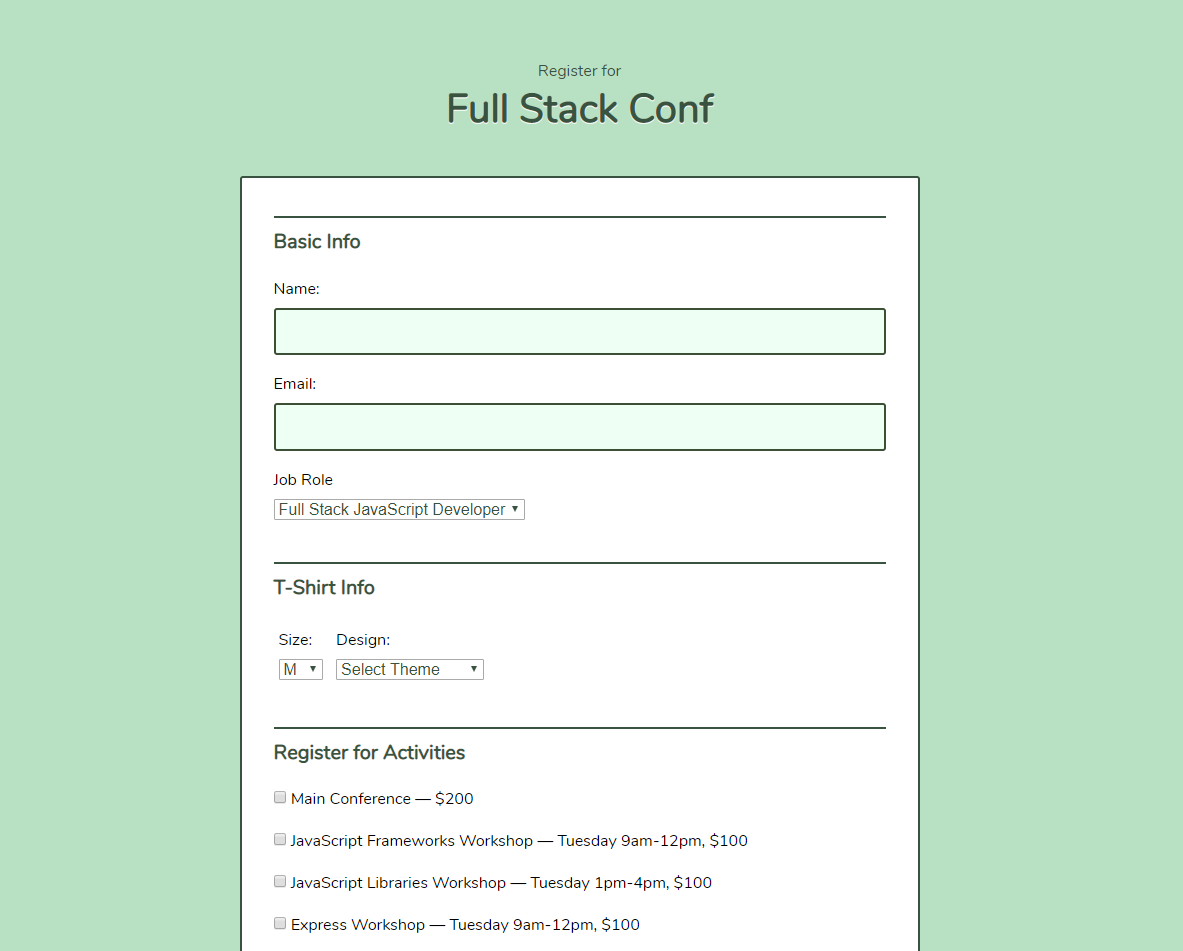 Register for
Full Stack Conf
Basic Info
Name:
Email:
Job Role
Full Stack JavaScript Developer
T-Shirt Info
Size: Design:
M Select Theme
Register for Activities
Main Conference — $200
JavaScript Frameworks Workshop — Tuesday 9am-12pm, $100
JavaScript Libraries Workshop — Tuesday 1pm-4pm, $100
Express Workshop — Tuesday 9am-12pm, $100